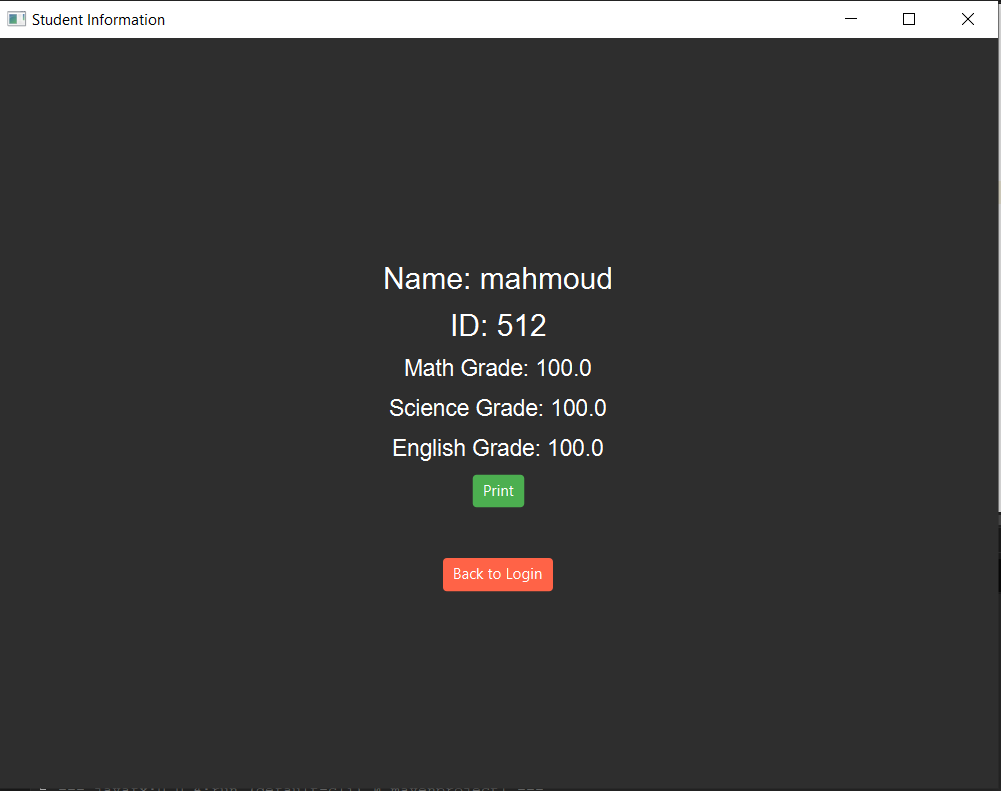 Student Information
Name: mahmoud
ID: 512
Math Grade: 100.0
Science Grade: 100.0
English Grade: 100.0
Print
Back to Login